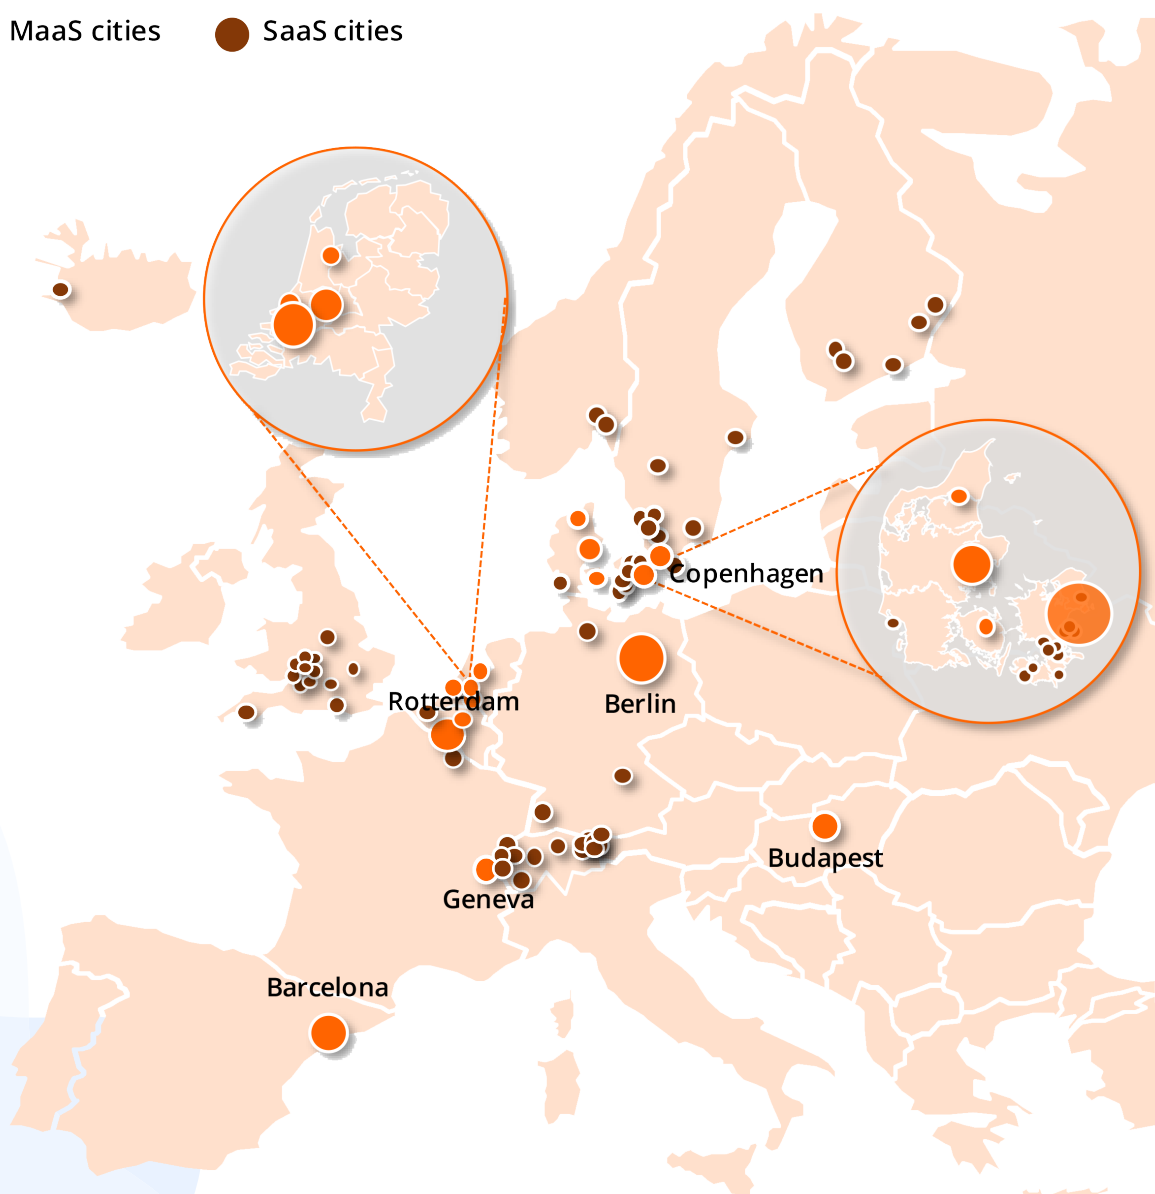 MaaS cities
SaaS cities
Copenhagen
Rotterdam
Berlin
Budapest
Geneva
Barcelona